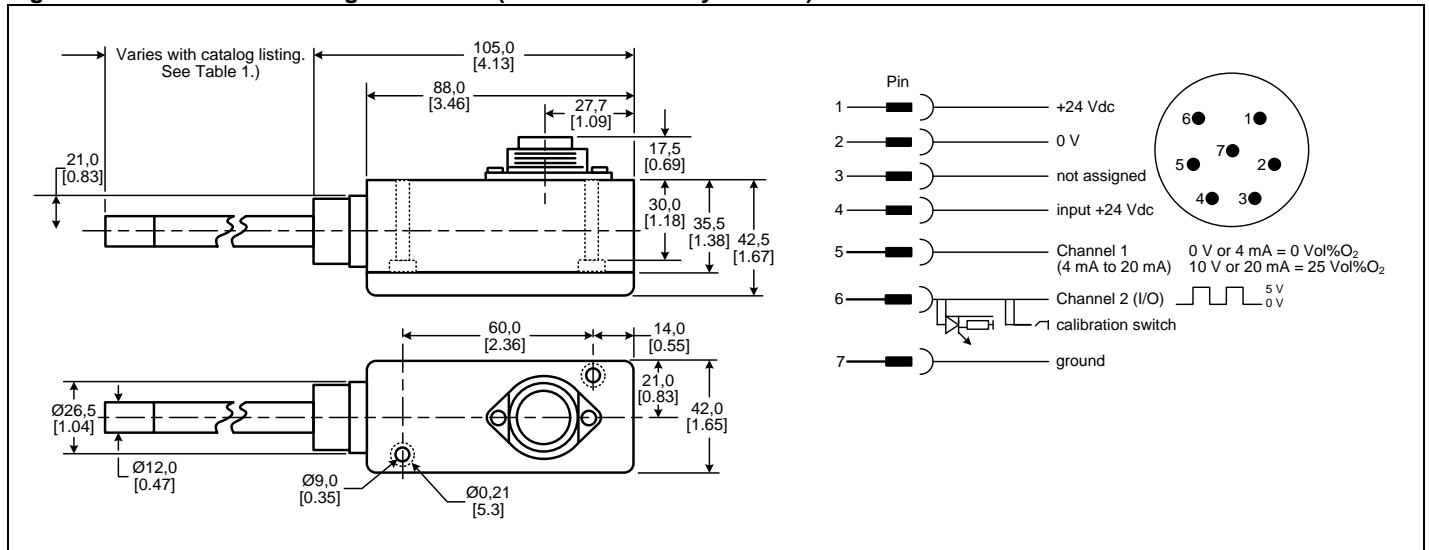 Varies with catalog listing.
See Table 1.)
105,0
[4.13]
88,0
[3.46]
27,7
[1.09]
17,5
[0.69]
21,0
[0.83]
30,0
[1.18]
35,5
[1.38]
42,5
[1.67]
60,0
[2.36]
14,0
[0.55]
21,0
[0.83]
42,0
[1.65]
Ø26,5
[1.04]
Ø12,0
[0.47]
Ø9,0
[0.35]
Ø0,21
[5.3]
Pin
1 +24 Vdc
2 0 V
3 not assigned
4 input +24 Vdc
5 Channel 1 0 V or 4 mA = 0 Vol%O₂
(4 mA to 20 mA) 10 V or 20 mA = 25 Vol%O₂
6 Channel 2 (I/O) 5 V
0 V
calibration switch
7 ground
6 1
7
5 2
4 3